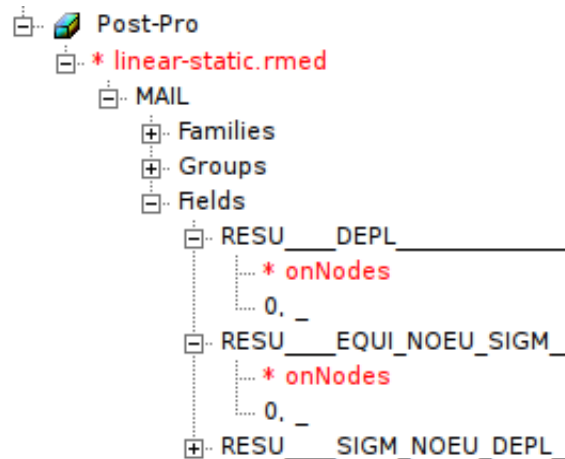 Post-Pro
* linear-static.rmed
MAIL
Families
Groups
Fields
RESU____DEPL____________
* onNodes
0, _
RESU____EQUI_NOEU_SIGM_
* onNodes
0, _
RESU____SIGM_NOEU_DEPL_